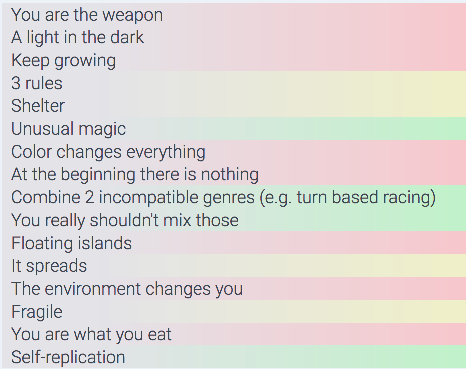 You are the weapon
A light in the dark
Keep growing
3 rules
Shelter
Unusual magic
Color changes everything
At the beginning there is nothing
Combine 2 incompatible genres (e.g. turn based racing)
You really shouldn't mix those
Floating islands
It spreads
The environment changes you
Fragile
You are what you eat
Self-replication